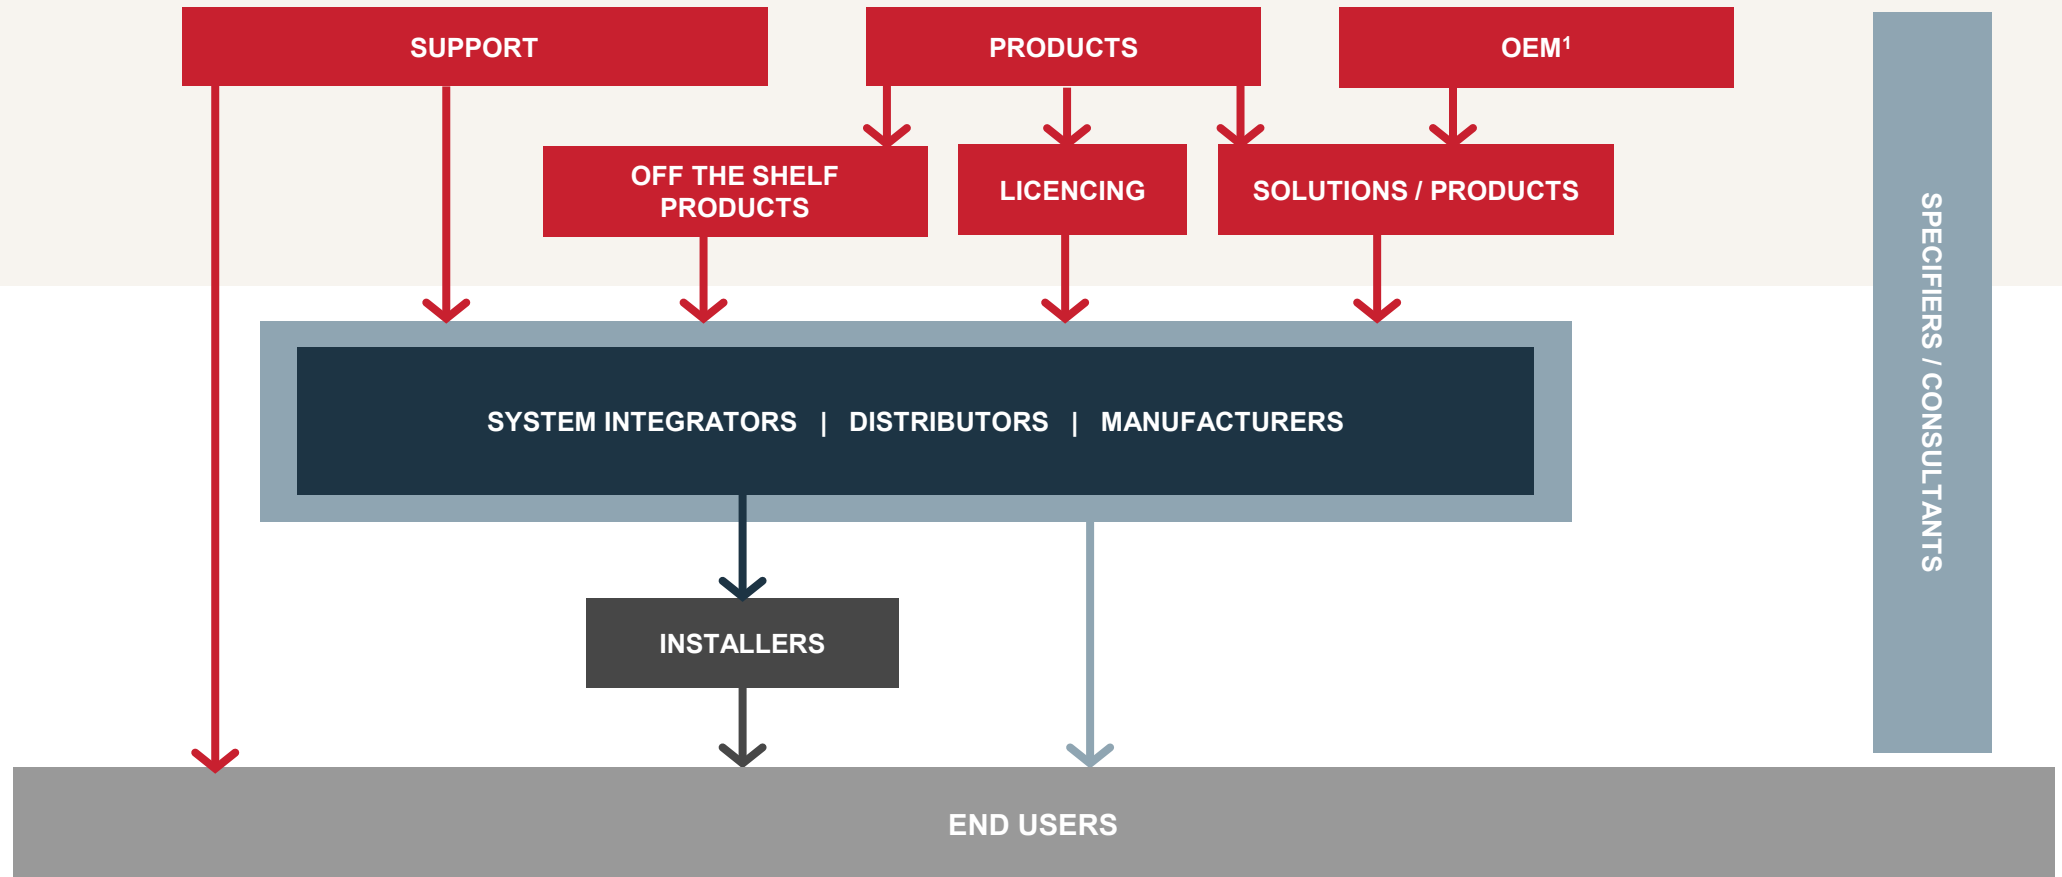 SUPPORT
PRODUCTS
OEM¹
OFF THE SHELF
PRODUCTS
LICENCING
SOLUTIONS / PRODUCTS
SPECIFIERS / CONSULTANTS
SYSTEM INTEGRATORS | DISTRIBUTORS | MANUFACTURERS
INSTALLERS
END USERS